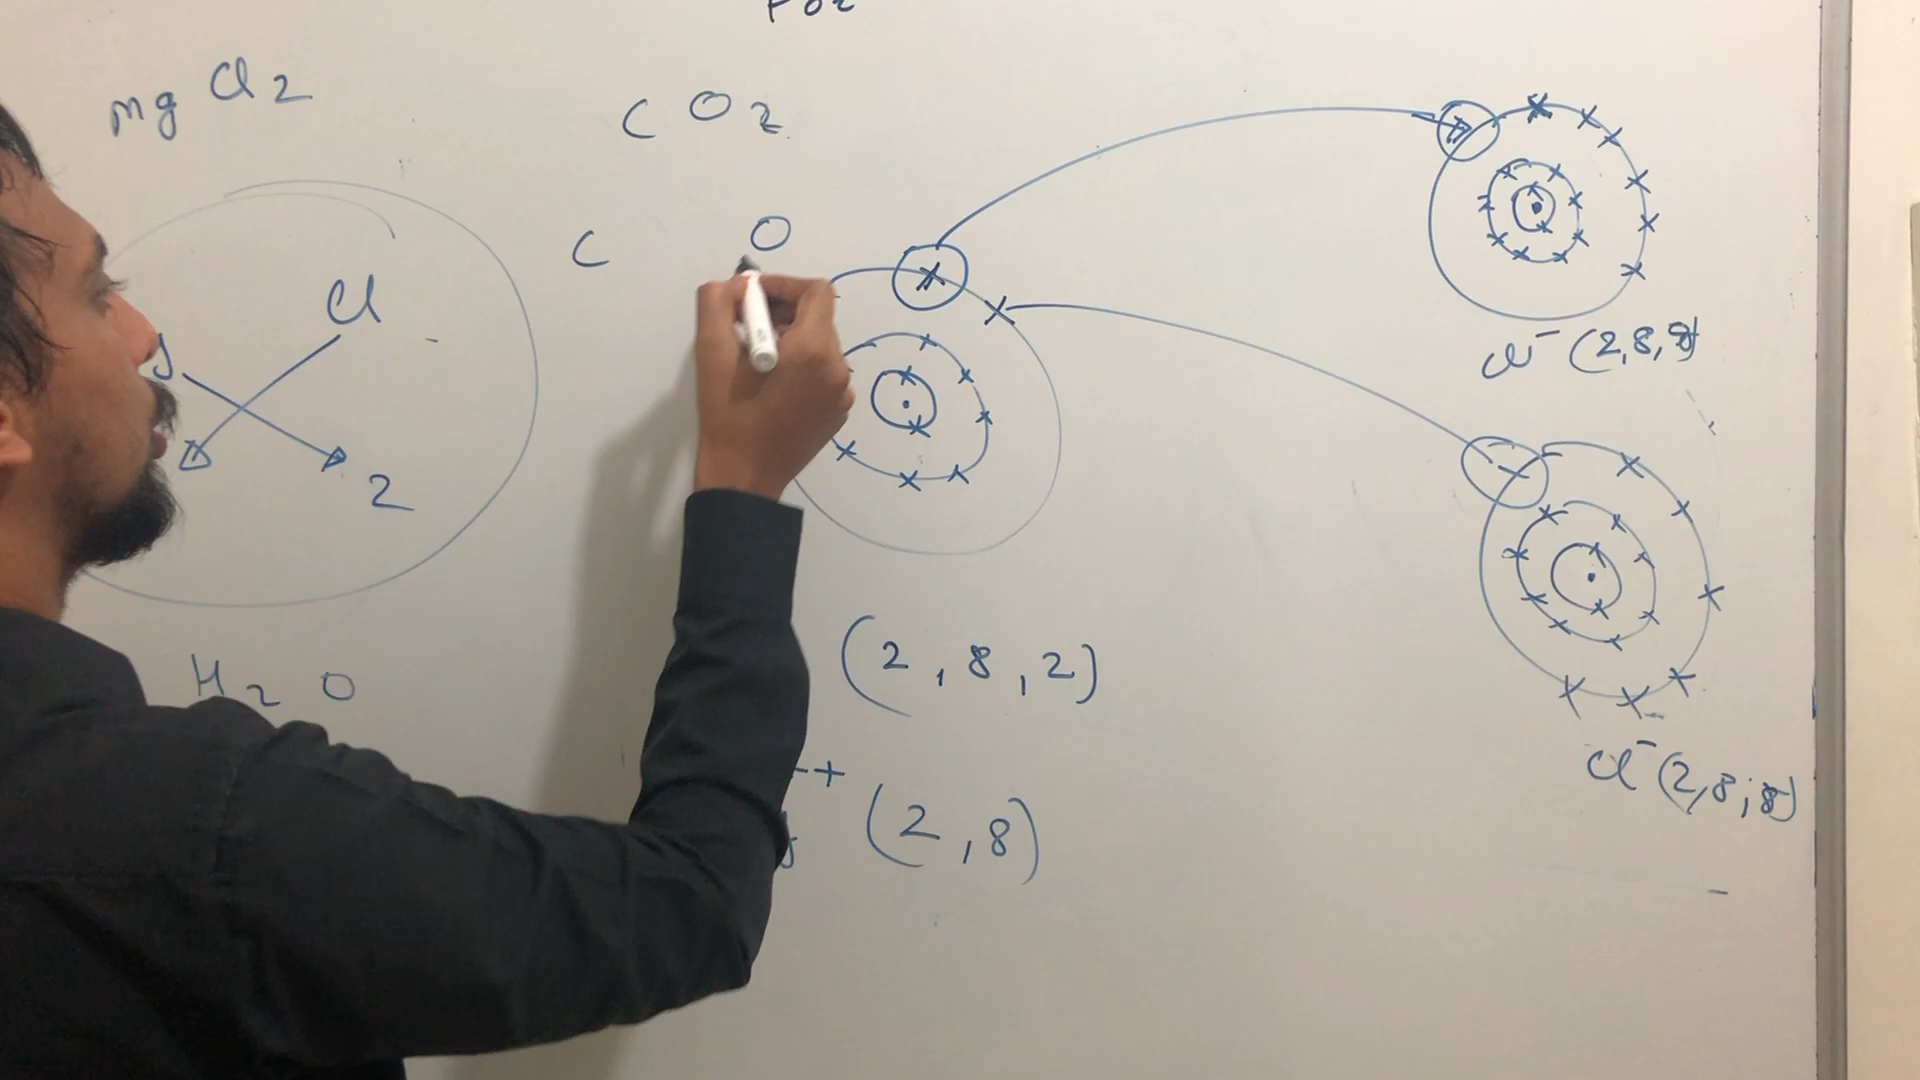 mg Cl2
CO2
C O
Cl
2
H2O
(2, 8, 2)
++
(2, 8)
Cl- (2,8,8)
Cl- (2,8,8)